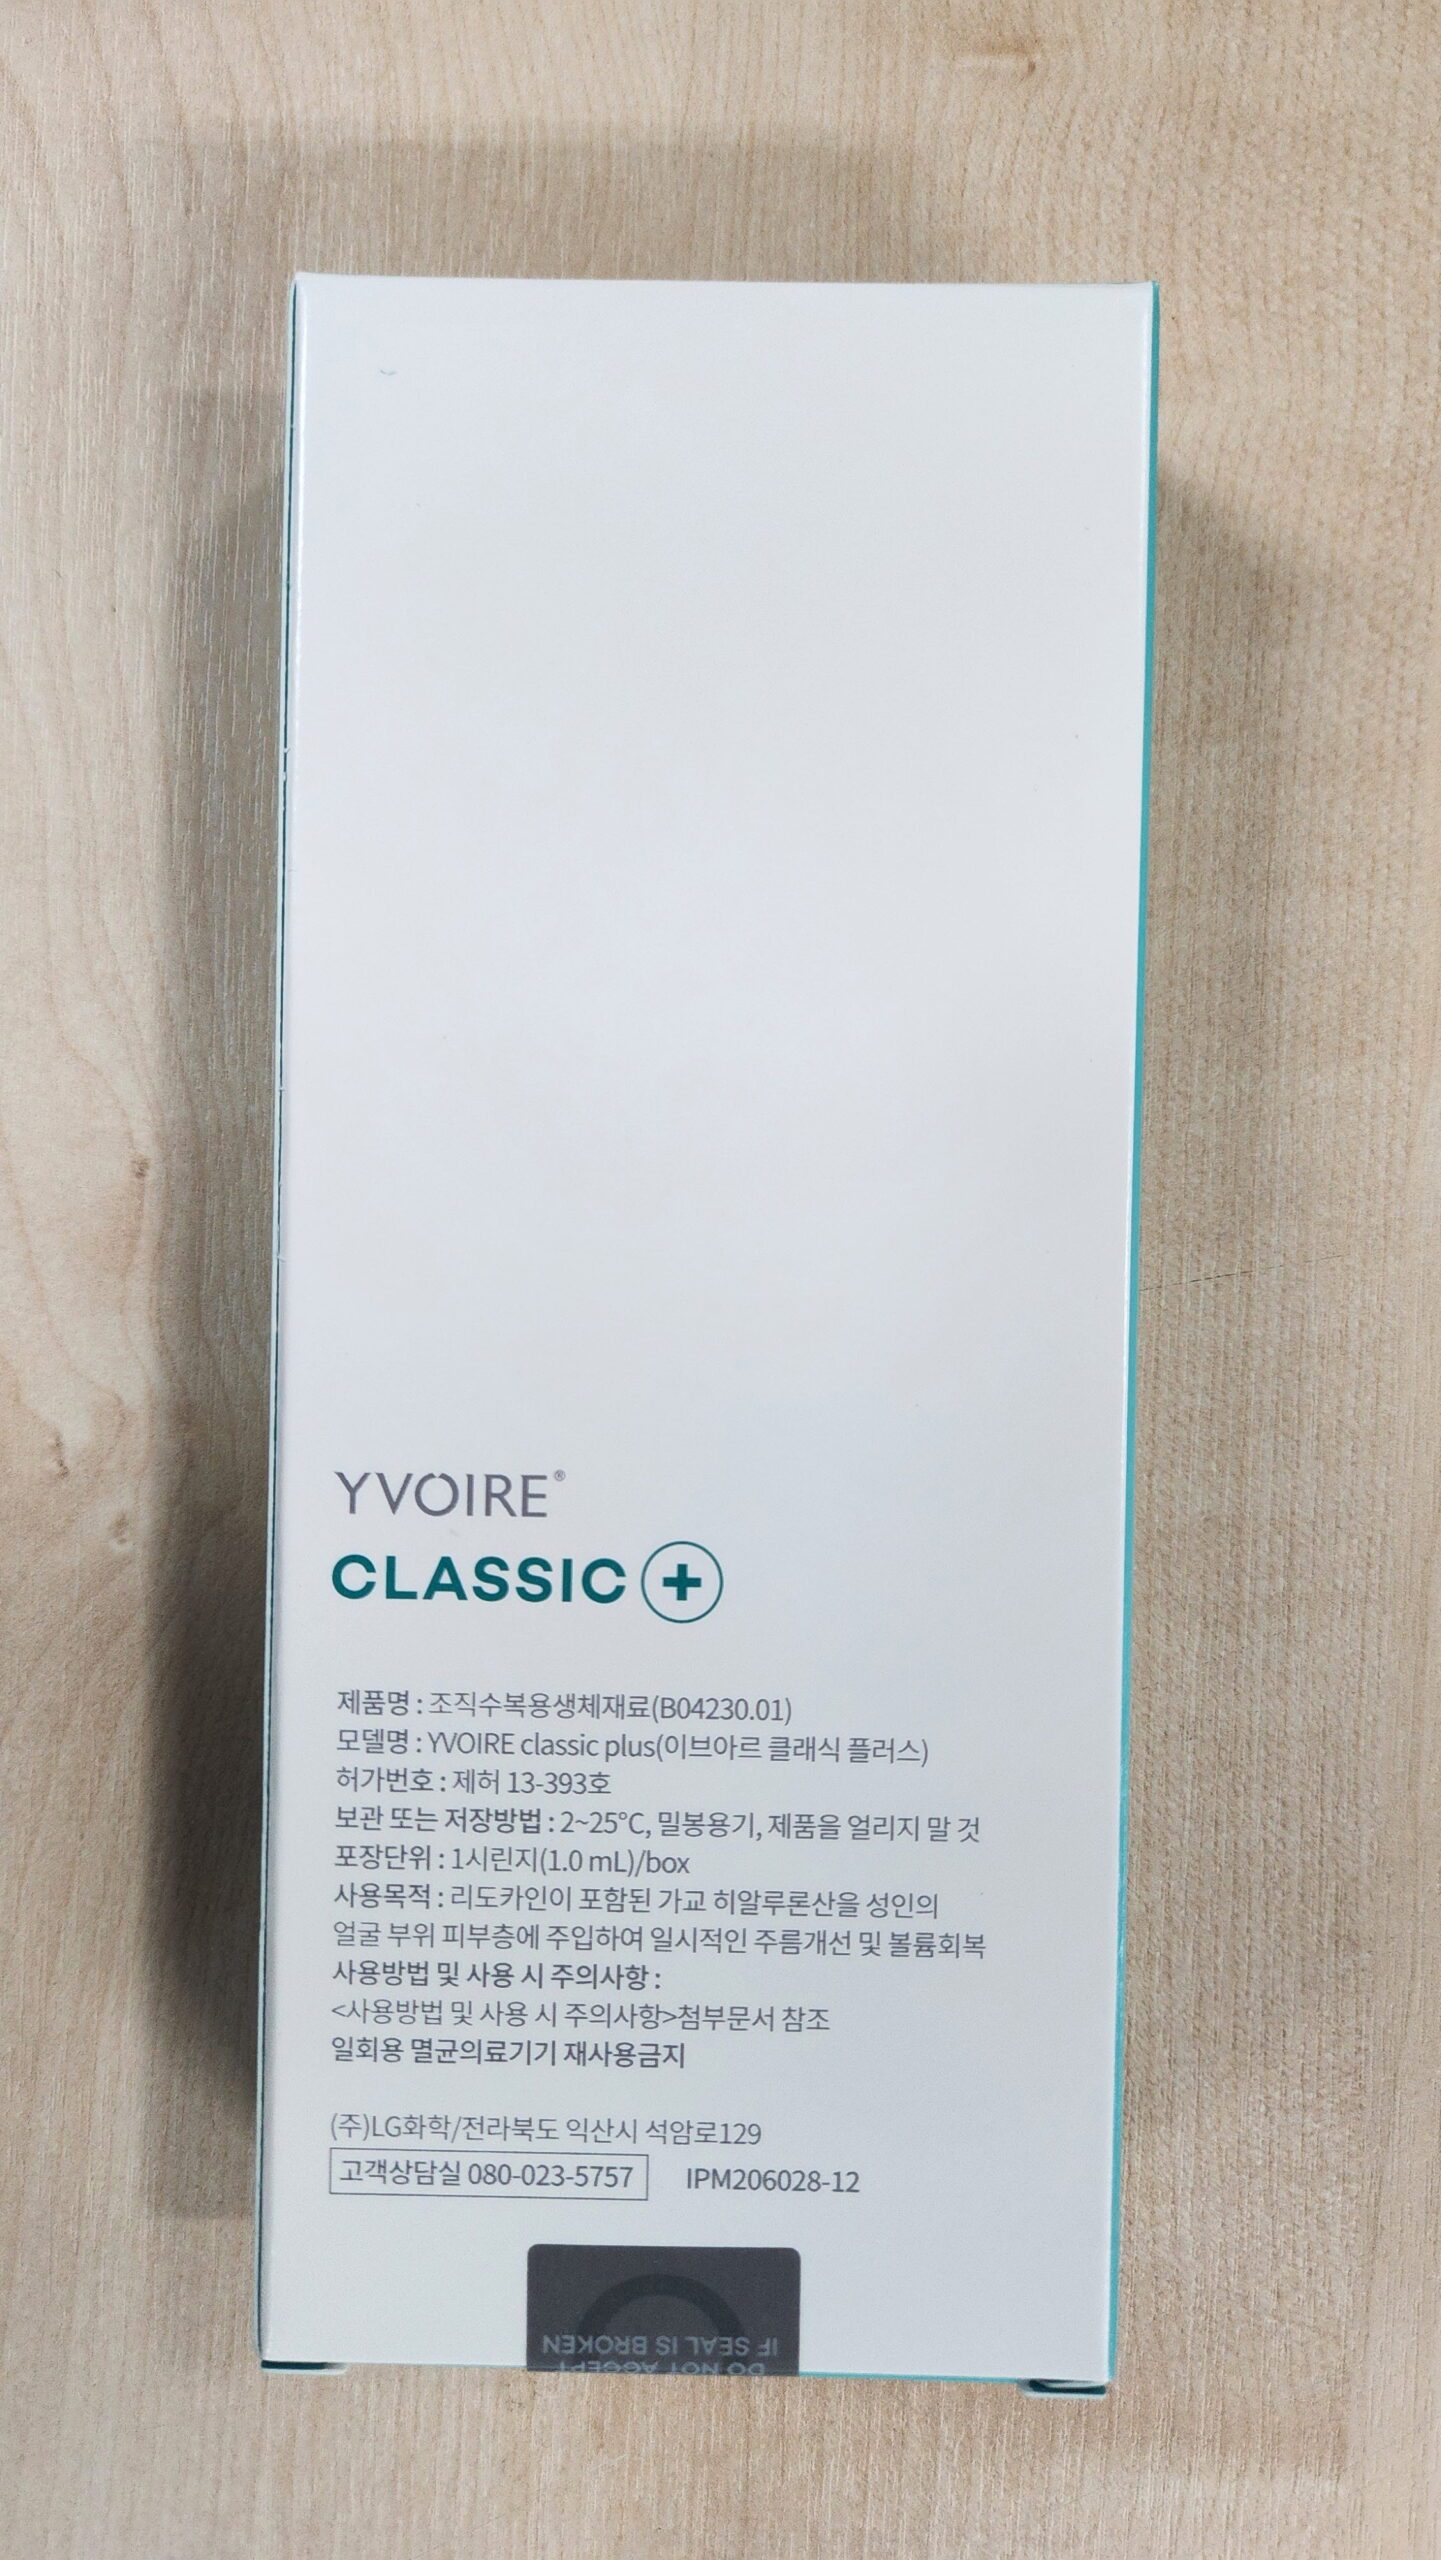 YVOIRE®
CLASSIC +
제품명 : 조직수복용생체재료(B04230.01)
모델명 : YVOIRE classic plus(이브아르 클래식 플러스)
허가번호 : 제허 13-393호
보관 또는 저장방법 : 2~25°C, 밀봉용기, 제품을 얼리지 말 것
포장단위 : 1시린지(1.0 mL)/box
사용목적 : 리도카인이 포함된 가교 히알루론산을 성인의
얼굴 부위 피부층에 주입하여 일시적인 주름개선 및 볼륨회복
사용방법 및 사용 시 주의사항 :
<사용방법 및 사용 시 주의사항>첨부문서 참조
일회용 멸균의료기기 재사용금지
(주)LG화학/전라북도 익산시 석암로129
고객상담실 080-023-5757 IPM206028-12
DO NOT ACCEPT
IF SEAL IS BROKEN